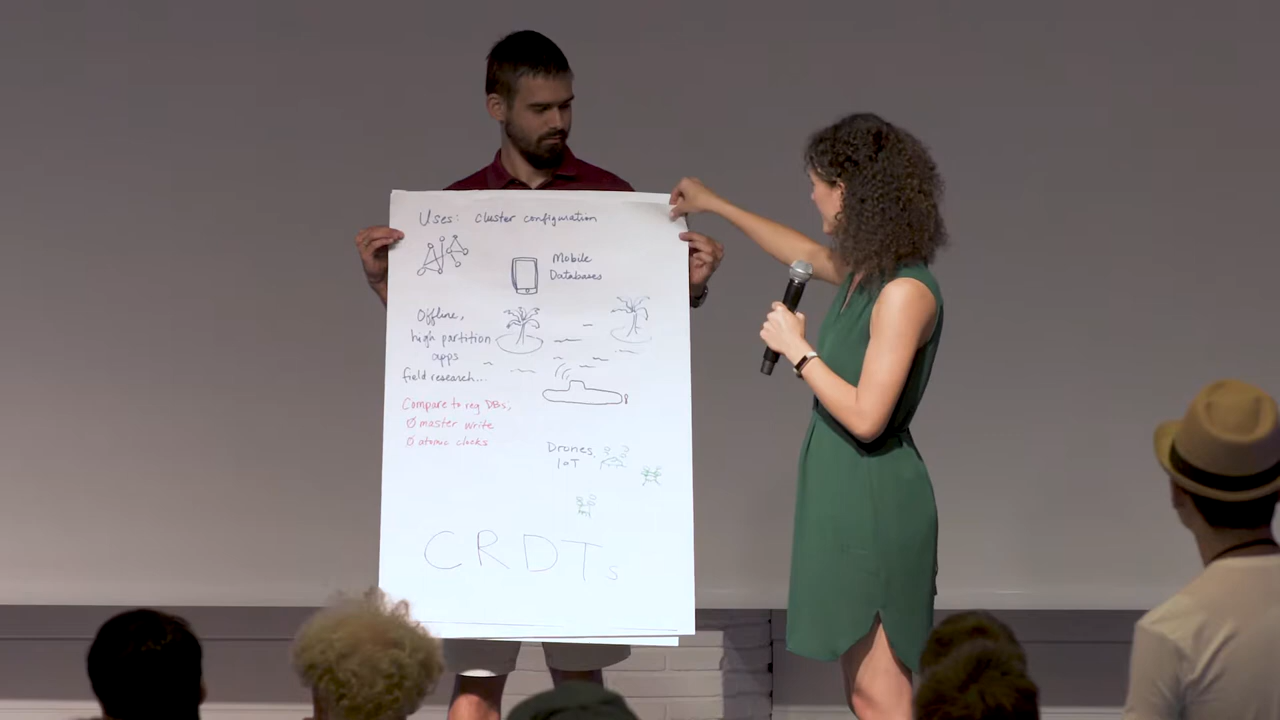 Uses: cluster configuration
Mobile
Databases
Offline,
high partition
apps
field research...
Compare to reg DBs,
Ø master write
Ø atomic clocks
Drones,
IoT
CRDTs